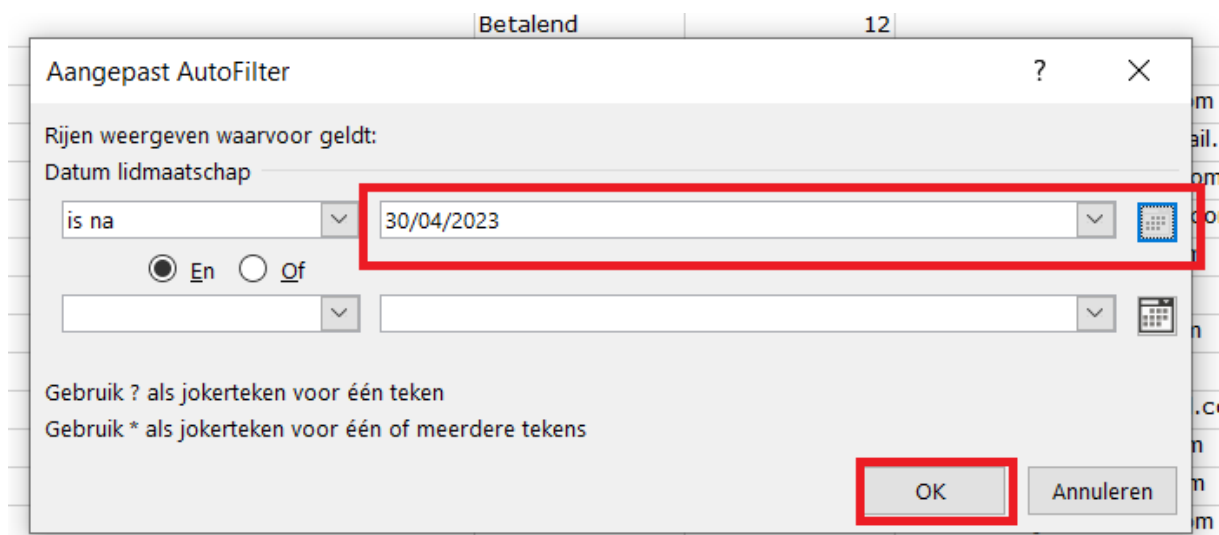 Betalend 12
Aangepast AutoFilter ?
Rijen weergeven waarvoor geldt:
Datum lidmaatschap
is na 30/04/2023
En Of
Gebruik ? als jokerteken voor één teken
Gebruik * als jokerteken voor één of meerdere tekens
OK Annuleren